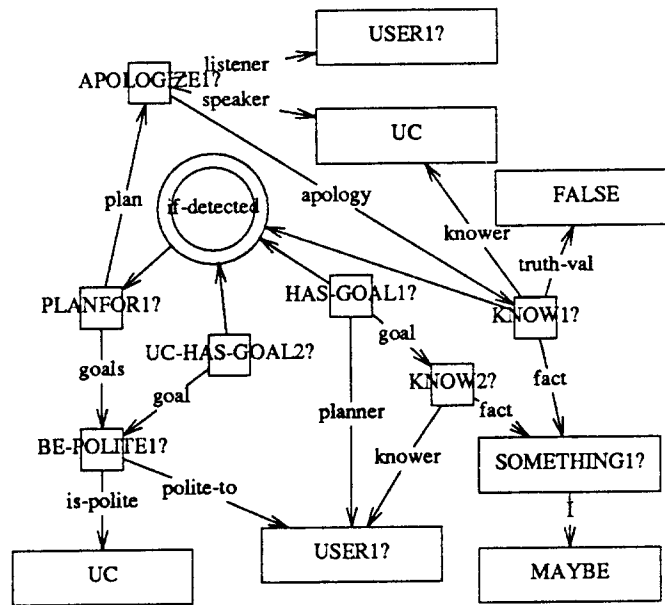 USER1?
listener
APOLOGIZE1?
speaker
UC
plan
if-detected
apology
FALSE
knower
truth-val
PLANFOR1?
HAS-GOAL1?
KNOW1?
UC-HAS-GOAL2?
goal
goals
goal
KNOW2?
fact
planner
fact
BE-POLITE1?
knower
SOMETHING1?
is-polite
polite-to
I
USER1?
UC
MAYBE